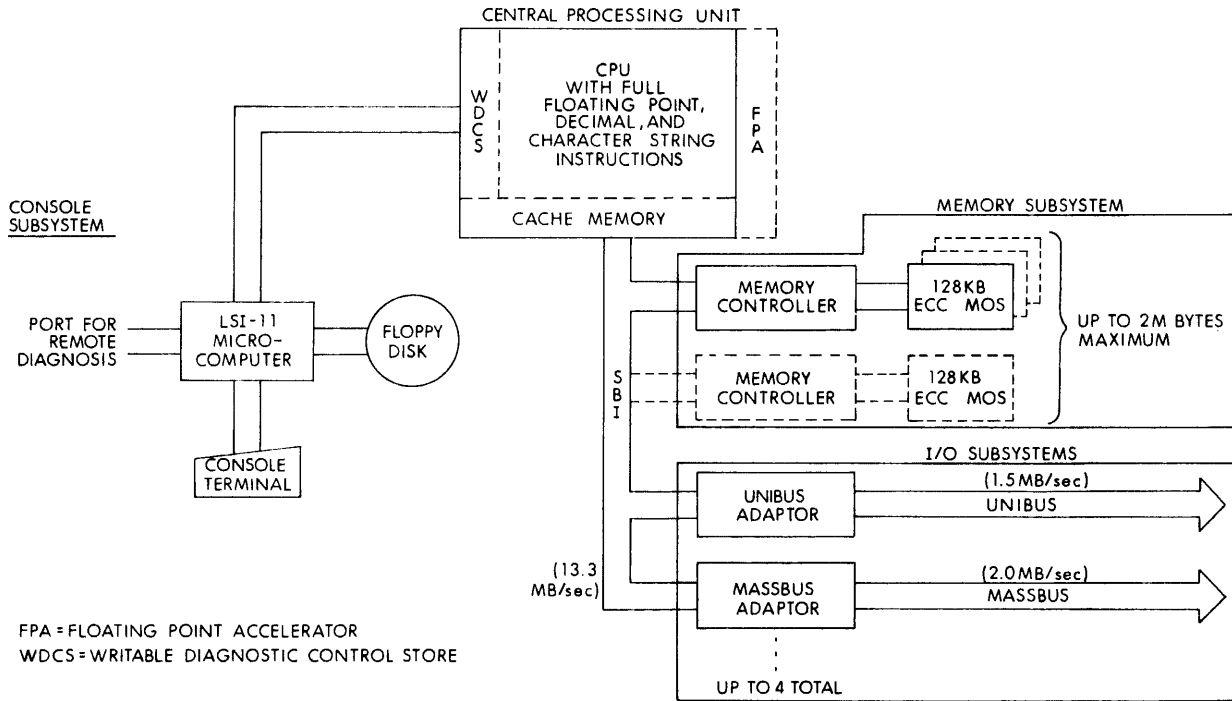 CENTRAL PROCESSING UNIT
WDCS
CPU
WITH FULL
FLOATING POINT,
DECIMAL, AND
CHARACTER STRING
INSTRUCTIONS
FPA
CACHE MEMORY
CONSOLE
SUBSYSTEM
PORT FOR
REMOTE
DIAGNOSIS
LSI-11
MICRO-
COMPUTER
FLOPPY
DISK
CONSOLE
TERMINAL
MEMORY SUBSYSTEM
MEMORY
CONTROLLER
128KB
ECC MOS
UP TO 2M BYTES
MAXIMUM
SBI
MEMORY
CONTROLLER
128KB
ECC MOS
I/O SUBSYSTEMS
UNIBUS
ADAPTOR
(1.5MB/sec)
UNIBUS
(13.3
MB/sec)
MASSBUS
ADAPTOR
(2.0MB/sec)
MASSBUS
UP TO 4 TOTAL
FPA = FLOATING POINT ACCELERATOR
WDCS = WRITABLE DIAGNOSTIC CONTROL STORE